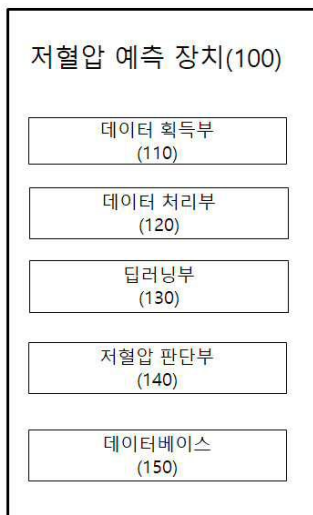 저혈압 예측 장치(100)
데이터 획득부
(110)
데이터 처리부
(120)
딥러닝부
(130)
저혈압 판단부
(140)
데이터베이스
(150)